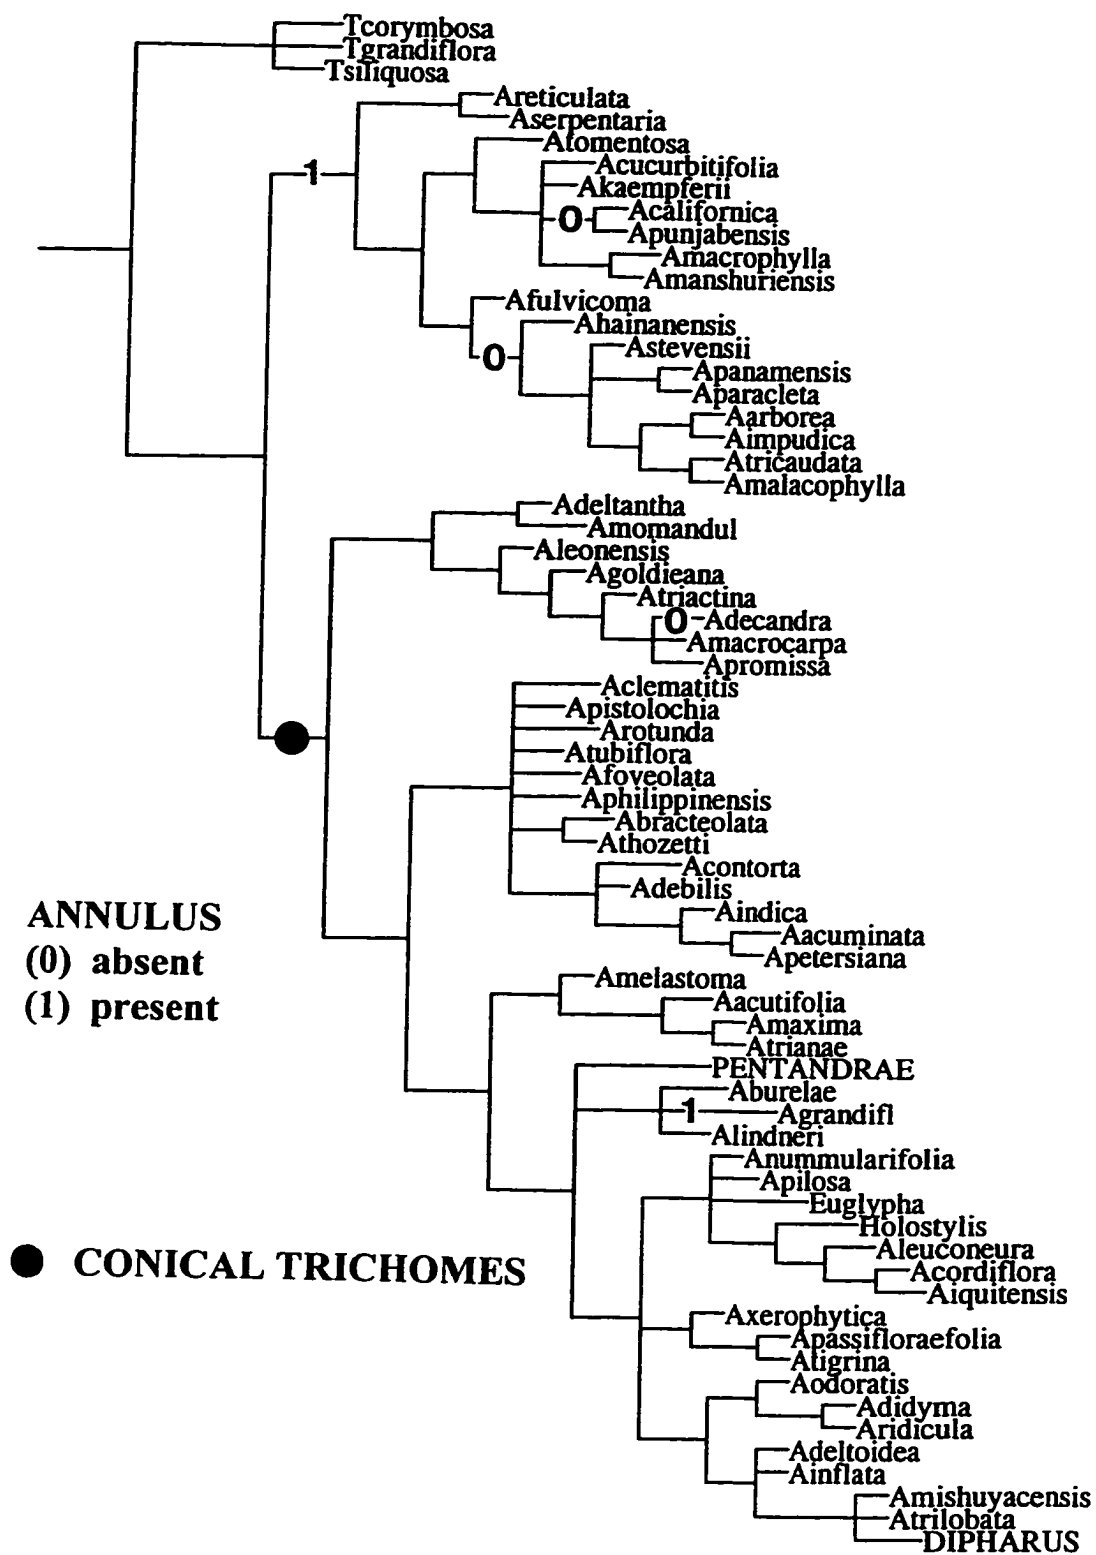 Tcorymbosa
Tgrandiflora
Tsiliquosa
Areticulata
Aserpentaria
Atomentosa
1
Acucurbitifolia
Akaempferii
Acalifornica
0
Apunjabensis
Amacrophylla
Amanshuriensis
Afulvicoma
Ahainanensis
Astevensii
0
Apanamensis
Aparacleta
Aarborea
Aimpudica
Atricaudata
Amalacophylla
Adeltantha
Amomandul
Aleonensis
Agoldieana
Atriactina
0
Adecandra
Amacrocarpa
Apromissa
Aclematitis
Apistolochia
Arotunda
Atubiflora
Afoveolata
Aphilippinensis
Abracteolata
Athozetti
Acontorta
Adebilis
Aindica
Aacuminata
Apetersiana
ANNULUS
(0) absent
(1) present
Amelastoma
Aacutifolia
Amaxima
Atrianae
PENTANDRAE
Aburelae
1
Agrandifl
Alindneri
Anummularifolia
Apilosa
Euglypha
Holostylis
Aleuconeura
Acordiflora
Aiquitensis
CONICAL TRICHOMES
Axerophytica
Apassifloraefolia
Atigrina
Aodoratis
Adidyma
Aridicula
Adeltoidea
Ainflata
Amishuyacensis
Atrilobata
DIPHARUS